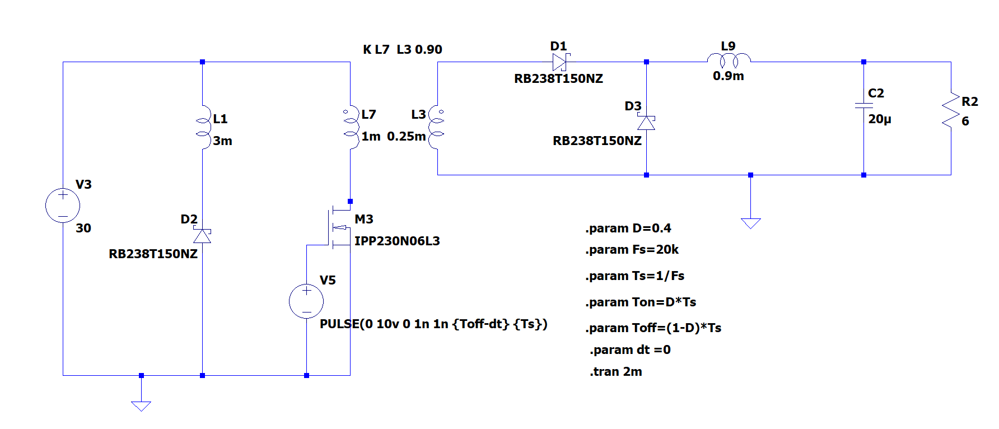 K L7 L3 0.90
D1
RB238T150NZ
L9
0.9m
C2
20µ
R2
6
D3
RB238T150NZ
L1
3m
L7
1m
L3
0.25m
V3
30
D2
RB238T150NZ
M3
IPP230N06L3
V5
PULSE(0 10v 0 1n 1n {Toff-dt} {Ts})
.param D=0.4
.param Fs=20k
.param Ts=1/Fs
.param Ton=D*Ts
.param Toff=(1-D)*Ts
.param dt =0
.tran 2m